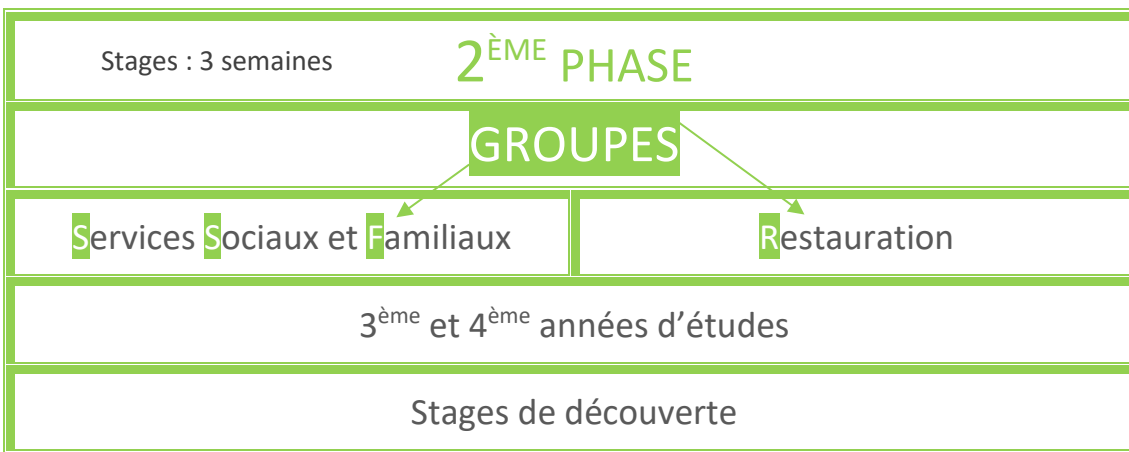 Stages : 3 semaines
2ÈME PHASE
GROUPES
Services Sociaux et Familiaux
Restauration
3ème et 4ème années d’études
Stages de découverte